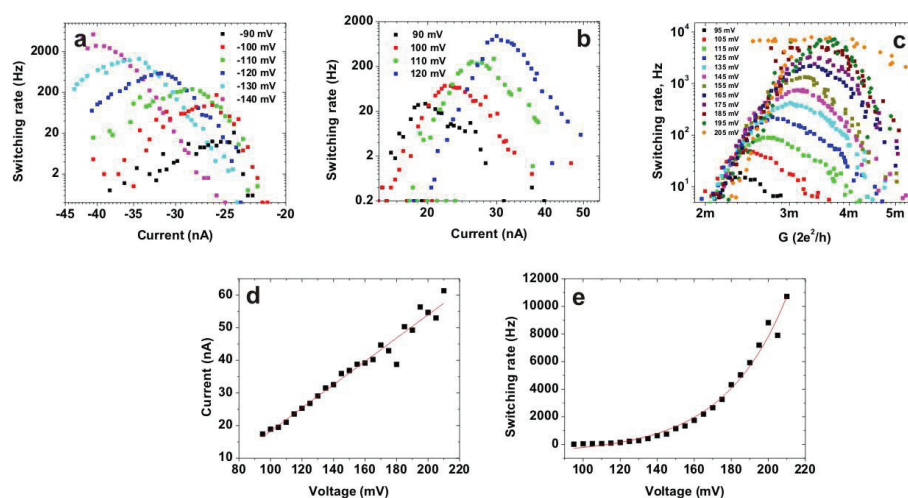 a
Switching rate (Hz)
2000
200
20
2
-90 mV
-100 mV
-110 mV
-120 mV
-130 mV
-140 mV
-45 -40 -35 -30 -25 -20
Current (nA)
b
Switching rate (Hz)
2000
200
20
2
0.2
90 mV
100 mV
110 mV
120 mV
20 30 40 50
Current (nA)
c
Switching rate, Hz
10⁴
10³
10²
10¹
95 mV
105 mV
115 mV
125 mV
135 mV
145 mV
155 mV
165 mV
175 mV
185 mV
195 mV
205 mV
2m 3m 4m 5m
G (2e²/h)
d
Current (nA)
60
50
40
30
20
10
80 100 120 140 160 180 200 220
Voltage (mV)
e
Switching rate (Hz)
12000
10000
8000
6000
4000
2000
0
100 120 140 160 180 200 220
Voltage (mV)